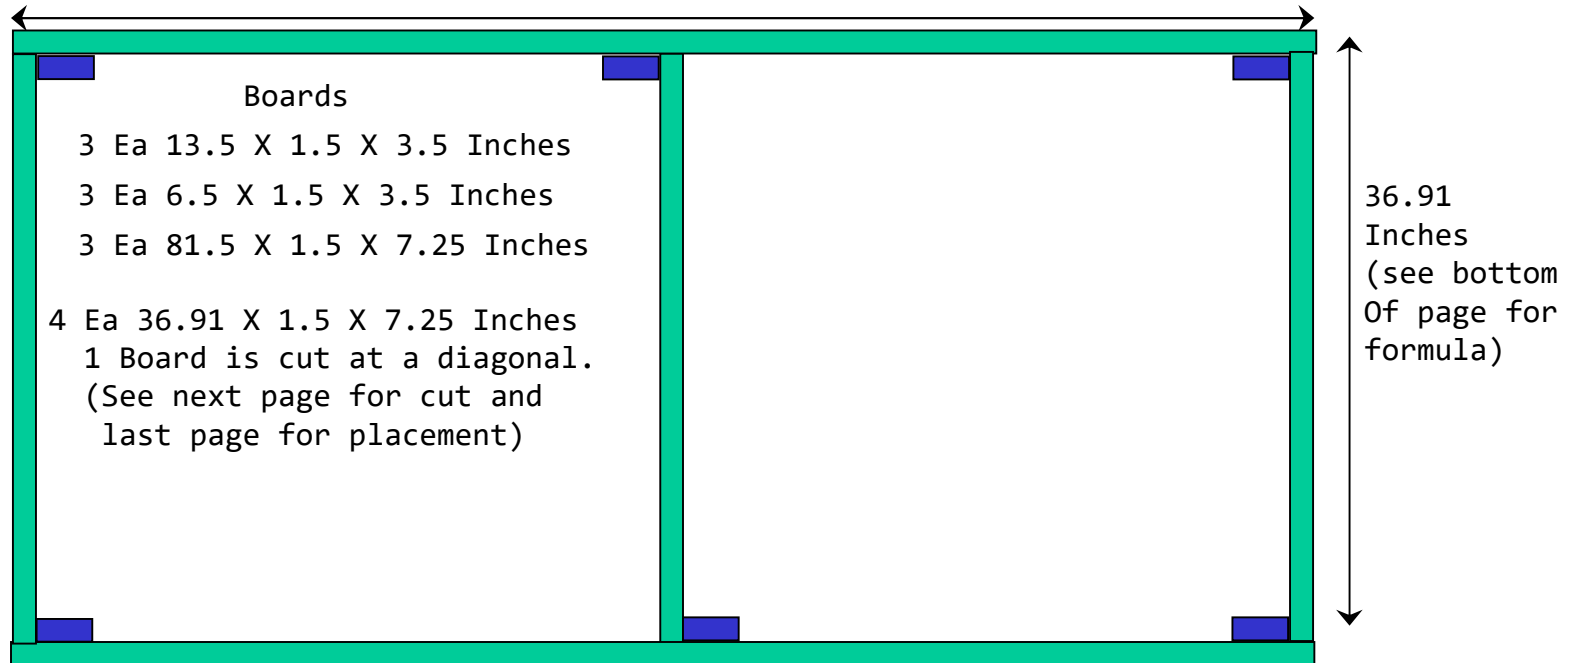 Boards
3 Ea 13.5 X 1.5 X 3.5 Inches
3 Ea 6.5 X 1.5 X 3.5 Inches
3 Ea 81.5 X 1.5 X 7.25 Inches
4 Ea 36.91 X 1.5 X 7.25 Inches
1 Board is cut at a diagonal.
(See next page for cut and
last page for placement)
36.91
Inches
(see bottom
Of page for
formula)